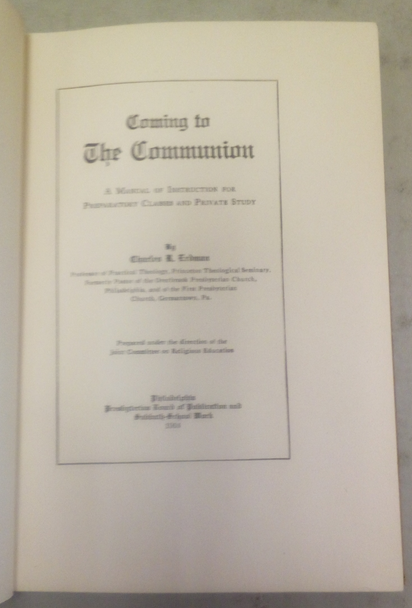 Coming to
The Communion
A Manual of Instruction for
Preparatory Classes and Private Study
By
Charles R. Erdman
Professor of Practical Theology, Princeton Theological Seminary.
Formerly Pastor of the Overbrook Presbyterian Church,
Philadelphia, and of the First Presbyterian
Church, Germantown, Pa.
Prepared under the direction of the
Joint Committee on Religious Education
Philadelphia
Presbyterian Board of Publication and
Sabbath-School Work